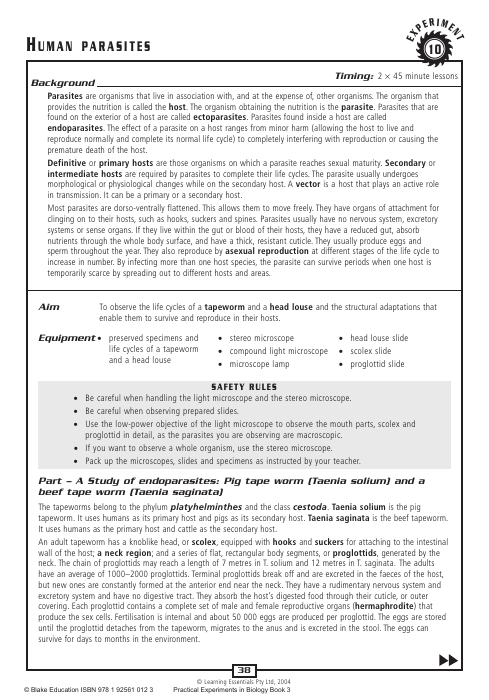 HUMAN PARASITES
EXPERIMENT
10
Timing: 2 × 45 minute lessons
Background
Parasites are organisms that live in association with, and at the expense of, other organisms. The organism that
provides the nutrition is called the host. The organism obtaining the nutrition is the parasite. Parasites that are
found on the exterior of a host are called ectoparasites. Parasites found inside a host are called
endoparasites. The effect of a parasite on a host ranges from minor harm (allowing the host to live and
reproduce normally and complete its normal life cycle) to completely interfering with reproduction or causing the
premature death of the host.
Definitive or primary hosts are those organisms on which a parasite reaches sexual maturity. Secondary or
intermediate hosts are required by parasites to complete their life cycles. The parasite usually undergoes
morphological or physiological changes while on the secondary host. A vector is a host that plays an active role
in transmission. It can be a primary or a secondary host.
Most parasites are dorso-ventrally flattened. This allows them to move freely. They have organs of attachment for
clinging on to their hosts, such as hooks, suckers and spines. Parasites usually have no nervous system, excretory
systems or sense organs. If they live within the gut or blood of their hosts, they have a reduced gut, absorb
nutrients through the whole body surface, and have a thick, resistant cuticle. They usually produce eggs and
sperm throughout the year. They also reproduce by asexual reproduction at different stages of the life cycle to
increase in number. By infecting more than one host species, the parasite can survive periods when one host is
temporarily scarce by spreading out to different hosts and areas.
Aim To observe the life cycles of a tapeworm and a head louse and the structural adaptations that
enable them to survive and reproduce in their hosts.
Equipment • preserved specimens and • stereo microscope • head louse slide
life cycles of a tapeworm • compound light microscope • scolex slide
and a head louse • microscope lamp • proglottid slide
SAFETY RULES
• Be careful when handling the light microscope and the stereo microscope.
• Be careful when observing prepared slides.
• Use the low-power objective of the light microscope to observe the mouth parts, scolex and
proglottid in detail, as the parasites you are observing are macroscopic.
• If you want to observe a whole organism, use the stereo microscope.
• Pack up the microscopes, slides and specimens as instructed by your teacher.
Part – A Study of endoparasites: Pig tape worm (Taenia solium) and a
beef tape worm (Taenia saginata)
The tapeworms belong to the phylum platyhelminthes and the class cestoda. Taenia solium is the pig
tapeworm. It uses humans as its primary host and pigs as its secondary host. Taenia saginata is the beef tapeworm.
It uses humans as the primary host and cattle as the secondary host.
An adult tapeworm has a knoblike head, or scolex, equipped with hooks and suckers for attaching to the intestinal
wall of the host; a neck region; and a series of flat, rectangular body segments, or proglottids, generated by the
neck. The chain of proglottids may reach a length of 7 metres in T. solium and 12 metres in T. saginata. The adults
have an average of 1000–2000 proglottids. Terminal proglottids break off and are excreted in the faeces of the host,
but new ones are constantly formed at the anterior end near the neck. They have a rudimentary nervous system and
excretory system and have no digestive tract. They absorb the host's digested food through their cuticle, or outer
covering. Each proglottid contains a complete set of male and female reproductive organs (hermaphrodite) that
produce the sex cells. Fertilisation is internal and about 50 000 eggs are produced per proglottid. The eggs are stored
until the proglottid detaches from the tapeworm, migrates to the anus and is excreted in the stool. The eggs can
survive for days to months in the environment.
38
© Learning Essentials Pty Ltd, 2004
© Blake Education ISBN 978 1 92561 012 3 Practical Experiments in Biology Book 3